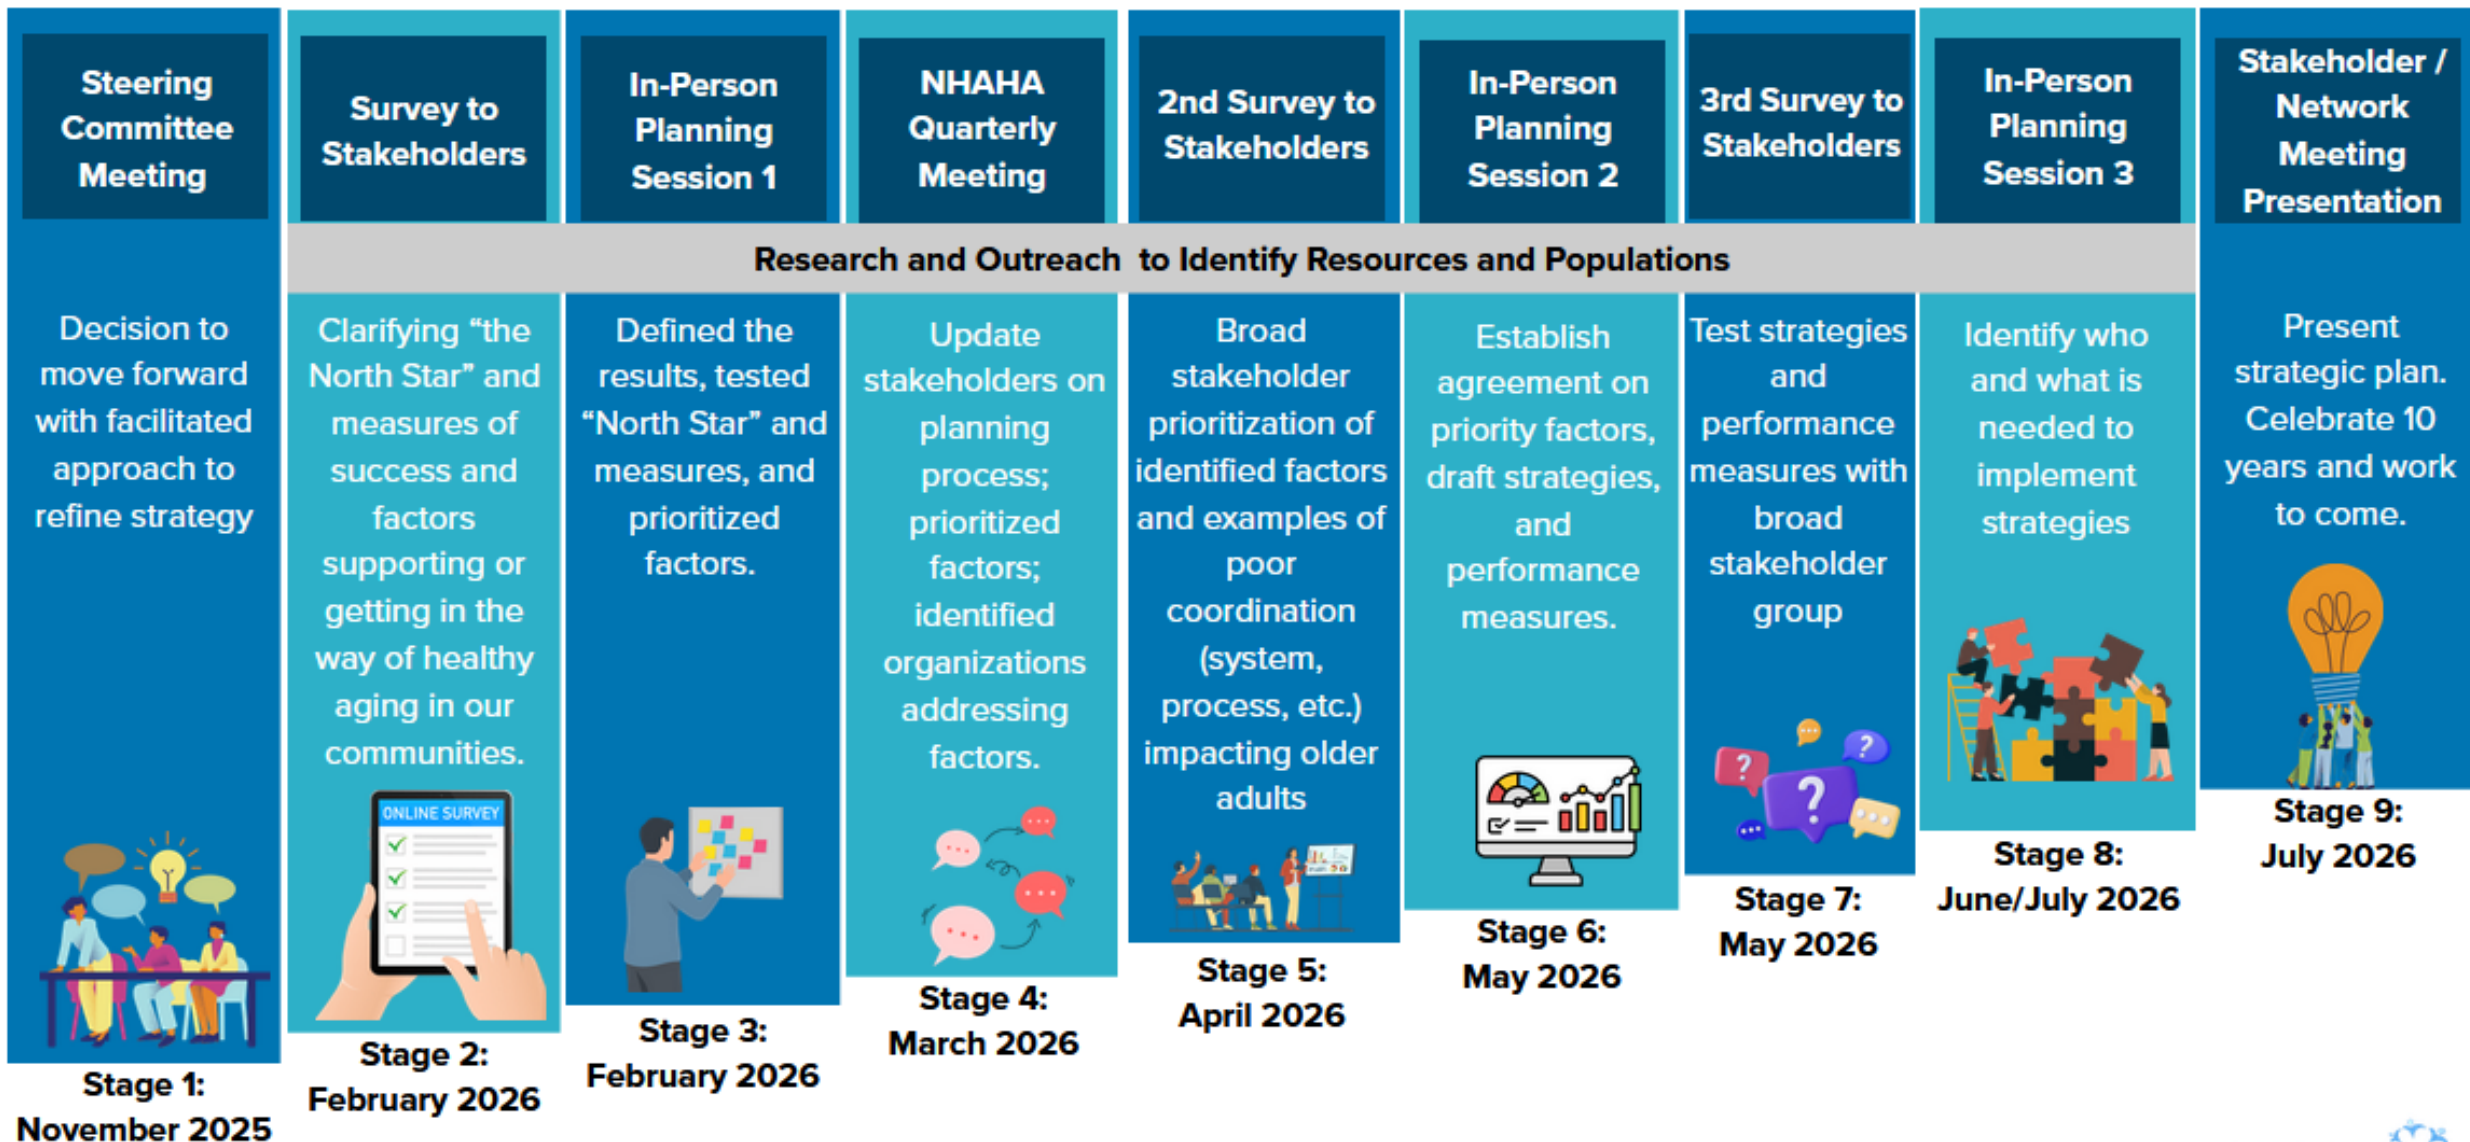 Steering
Committee
Meeting
Survey to
Stakeholders
In-Person
Planning
Session 1
NHAHA
Quarterly
Meeting
2nd Survey to
Stakeholders
In-Person
Planning
Session 2
3rd Survey to
Stakeholders
In-Person
Planning
Session 3
Stakeholder /
Network
Meeting
Presentation
Research and Outreach to Identify Resources and Populations
Decision to
move forward
with facilitated
approach to
refine strategy
Clarifying “the
North Star” and
measures of
success and
factors
supporting or
getting in the
way of healthy
aging in our
communities.
ONLINE SURVEY
Defined the
results, tested
“North Star” and
measures, and
prioritized
factors.
Update
stakeholders on
planning
process;
prioritized
factors;
identified
organizations
addressing
factors.
Broad
stakeholder
prioritization of
identified factors
and examples of
poor
coordination
(system,
process, etc.)
impacting older
adults
Establish
agreement on
priority factors,
draft strategies,
and
performance
measures.
Test strategies
and
performance
measures with
broad
stakeholder
group
? 
?
?
Identify who
and what is
needed to
implement
strategies
Present
strategic plan.
Celebrate 10
years and work
to come.
Stage 1:
November 2025
Stage 2:
February 2026
Stage 3:
February 2026
Stage 4:
March 2026
Stage 5:
April 2026
Stage 6:
May 2026
Stage 7:
May 2026
Stage 8:
June/July 2026
Stage 9:
July 2026